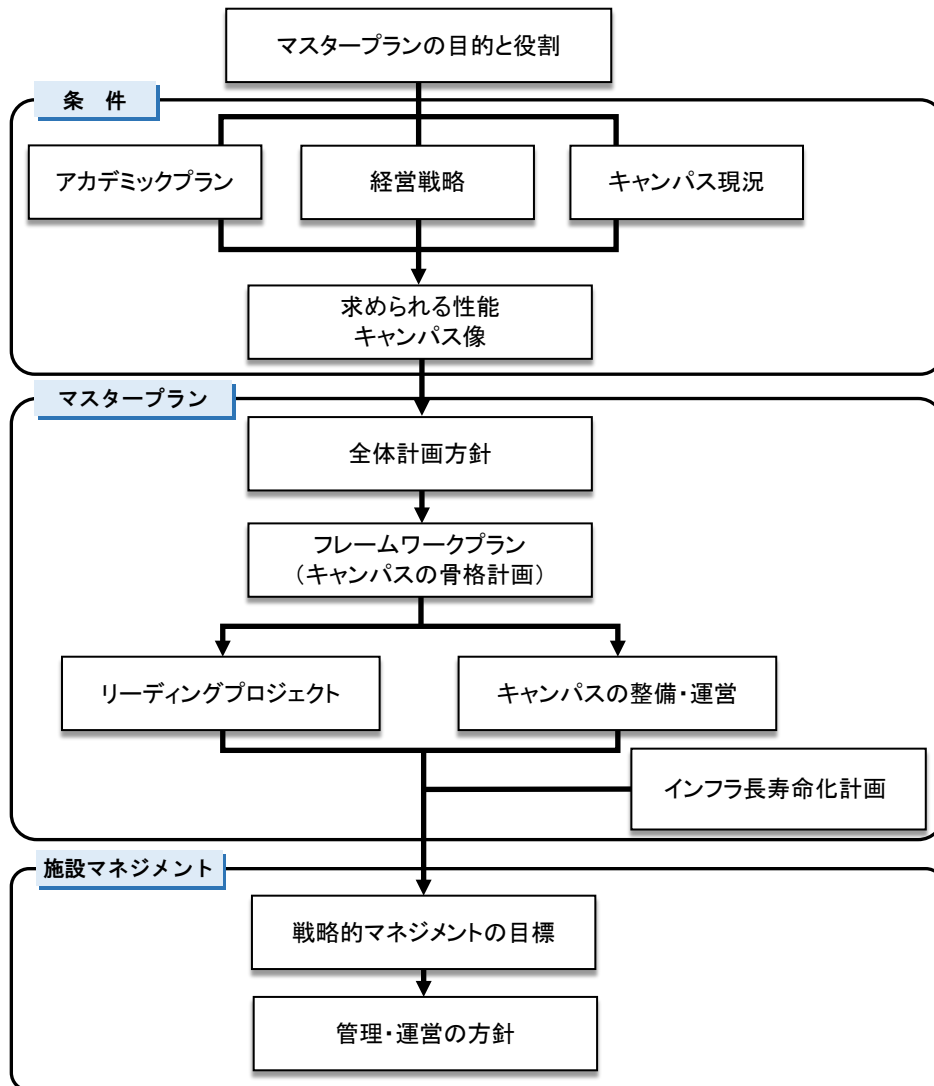 マスタープランの目的と役割
条　件
アカデミックプラン
経営戦略
キャンパス現況
求められる性能
キャンパス像
マスタープラン
全体計画方針
フレームワークプラン
（キャンパスの骨格計画）
リーディングプロジェクト
キャンパスの整備・運営
インフラ長寿命化計画
施設マネジメント
戦略的マネジメントの目標
管理・運営の方針